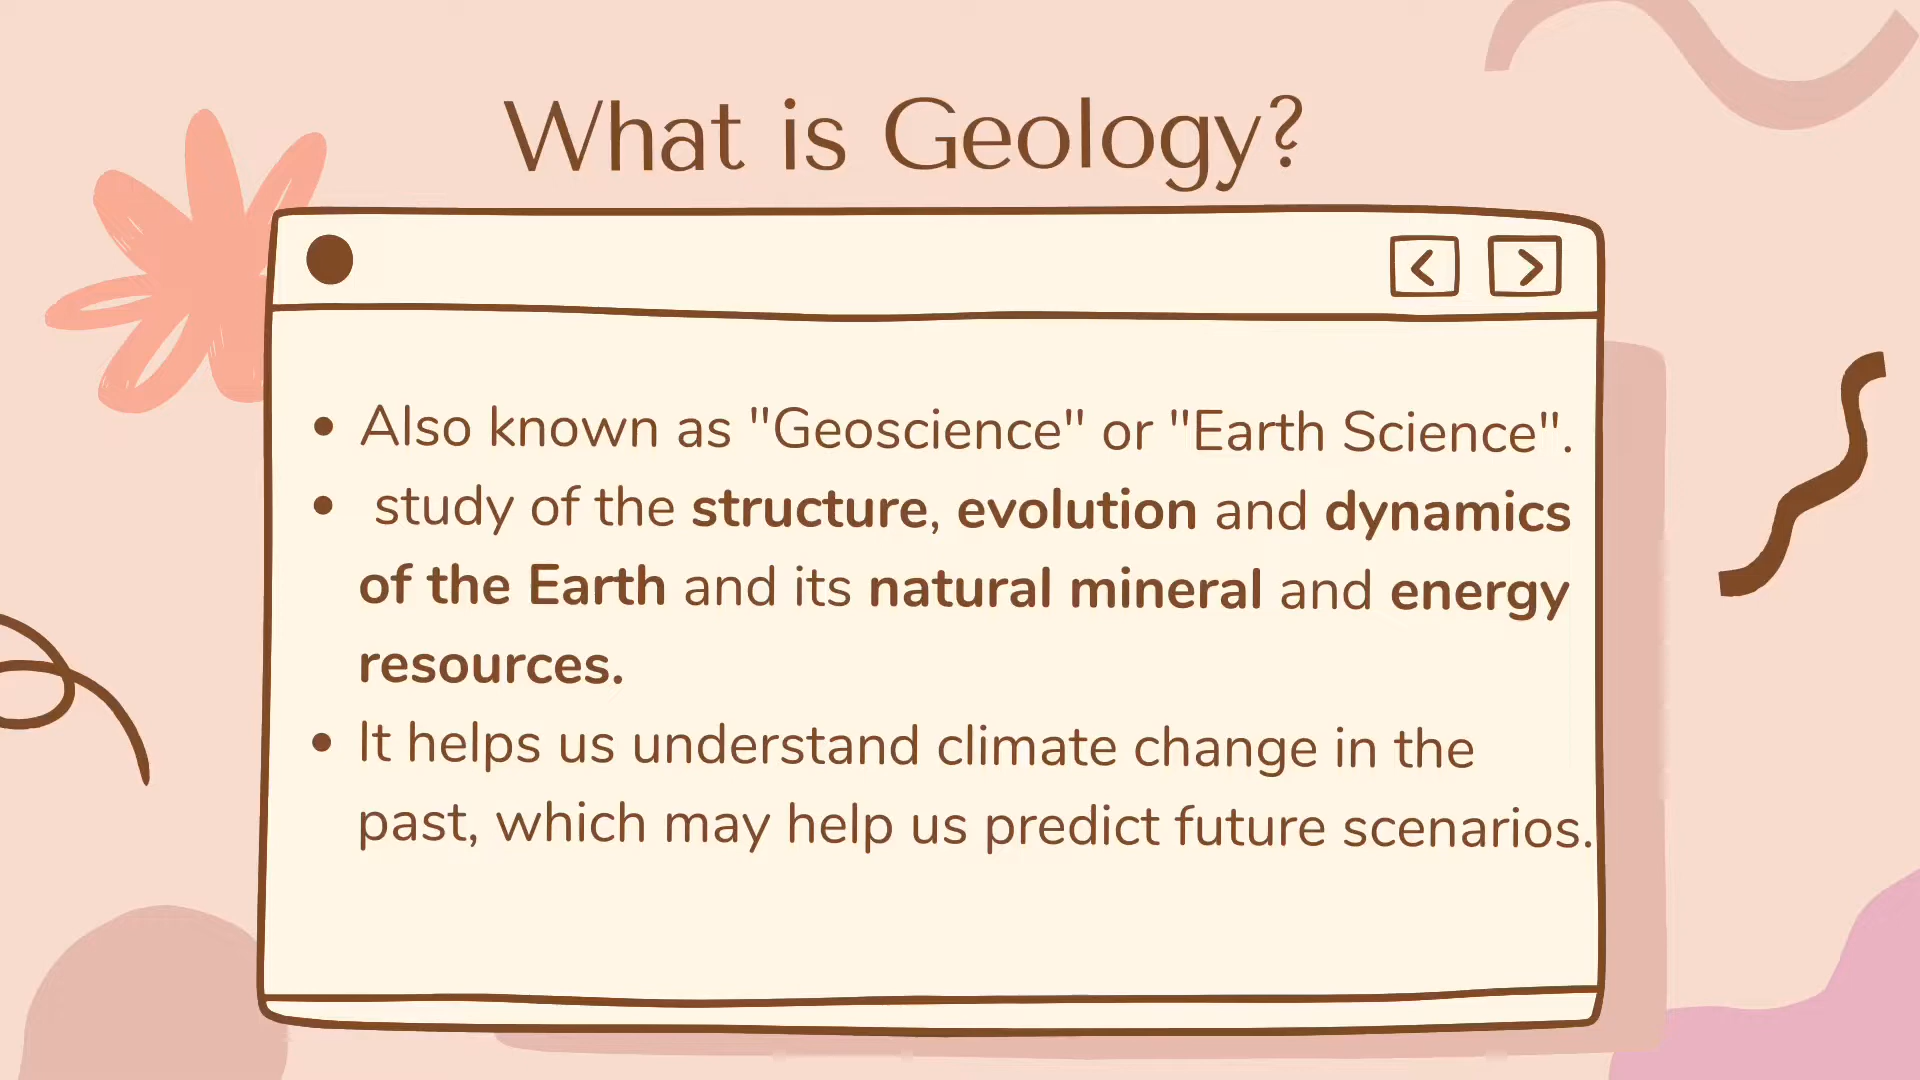 What is Geology?
• Also known as "Geoscience" or "Earth Science".
• study of the structure, evolution and dynamics
of the Earth and its natural mineral and energy
resources.
• It helps us understand climate change in the
past, which may help us predict future scenarios.